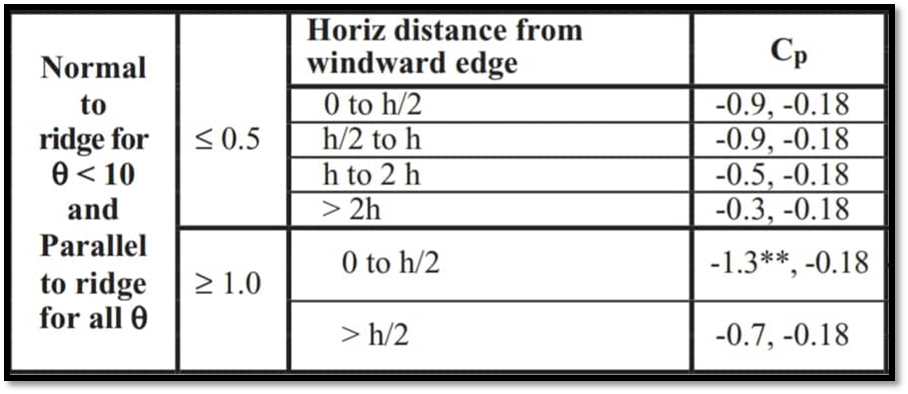 Normal
to
ridge for
θ < 10
and
Parallel
to ridge
for all θ
≤ 0.5
Horiz distance from
windward edge
Cp
0 to h/2
-0.9, -0.18
h/2 to h
-0.9, -0.18
h to 2 h
-0.5, -0.18
> 2h
-0.3, -0.18
≥ 1.0
0 to h/2
-1.3**, -0.18
> h/2
-0.7, -0.18